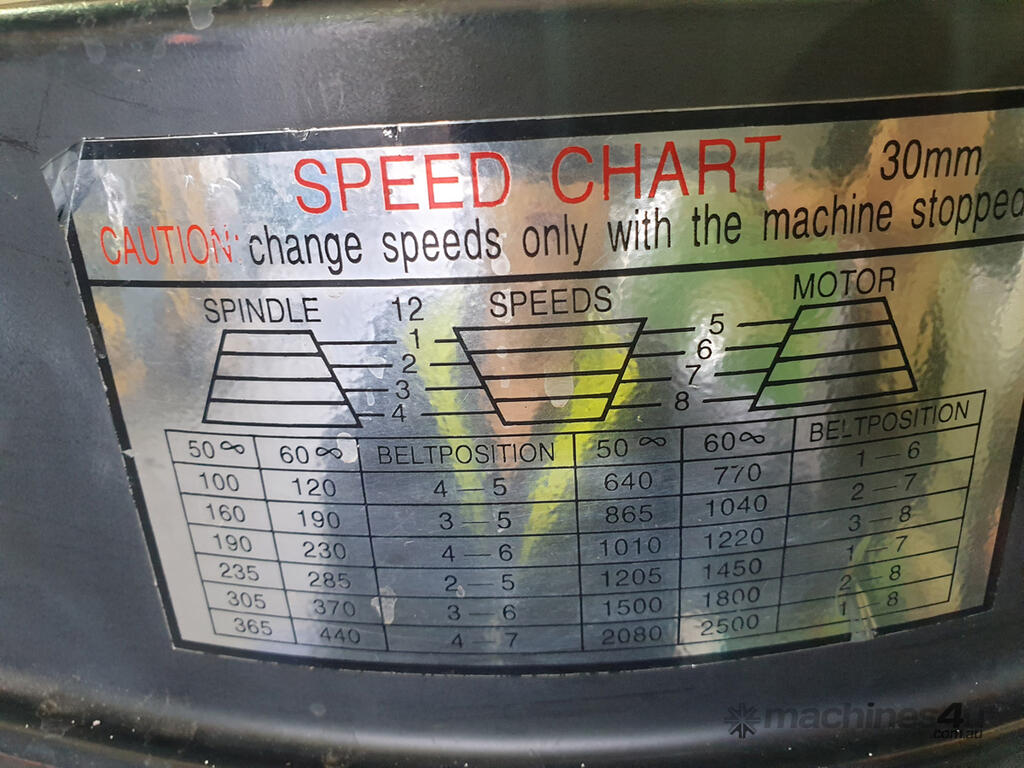 SPEED CHART 30mm
CAUTION: change speeds only with the machine stopped
SPINDLE 12 SPEEDS MOTOR
1 5
2 6
3 7
4 8
50∾ 60∾ BELTPOSITION 50∾ 60∾ BELTPOSITION
100 120 4-5 640 770 1-6
160 190 3-5 865 1040 2-7
190 230 4-6 1010 1220 3-8
235 285 2-5 1205 1450 1-7
305 370 3-6 1500 1800 2-8
365 440 4-7 2080 2500 1-8
machines4u
.com.au